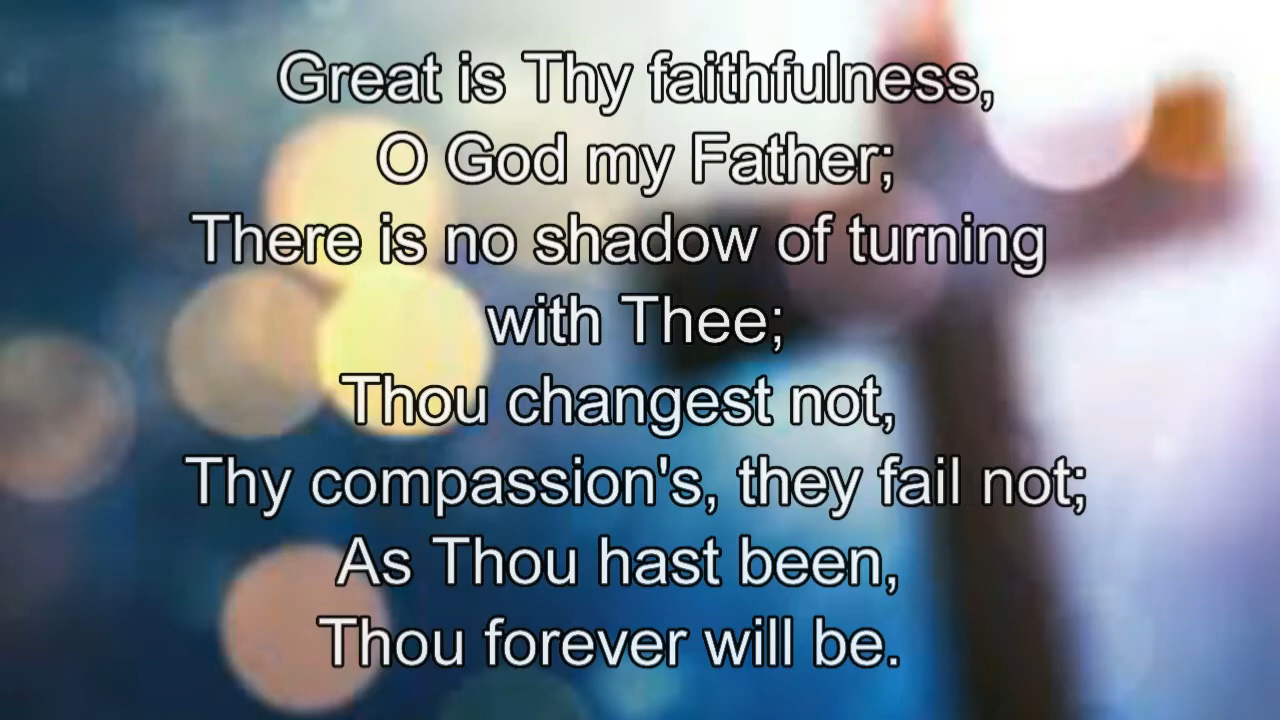 Great is Thy faithfulness,
O God my Father;
There is no shadow of turning
with Thee;
Thou changest not,
Thy compassion's, they fail not;
As Thou hast been,
Thou forever will be.